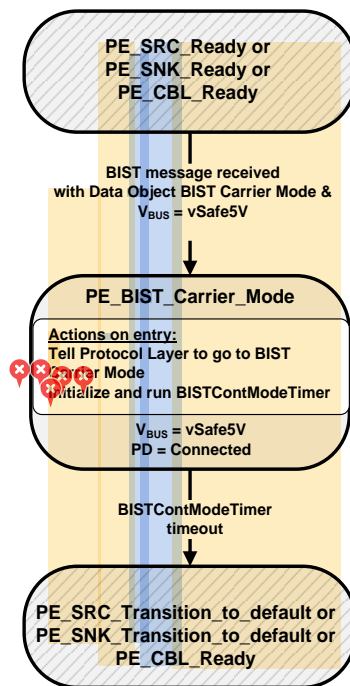 PE_SRC_Ready or
PE_SNK_Ready or
PE_CBL_Ready
BIST message received
with Data Object BIST Carrier Mode &
VBUS = vSafe5V
PE_BIST_Carrier_Mode
Actions on entry:
Tell Protocol Layer to go to BIST
Carrier Mode
Initialize and run BISTContModeTimer
VBUS = vSafe5V
PD = Connected
BISTContModeTimer
timeout
PE_SRC_Transition_to_default or
PE_SNK_Transition_to_default or
PE_CBL_Ready